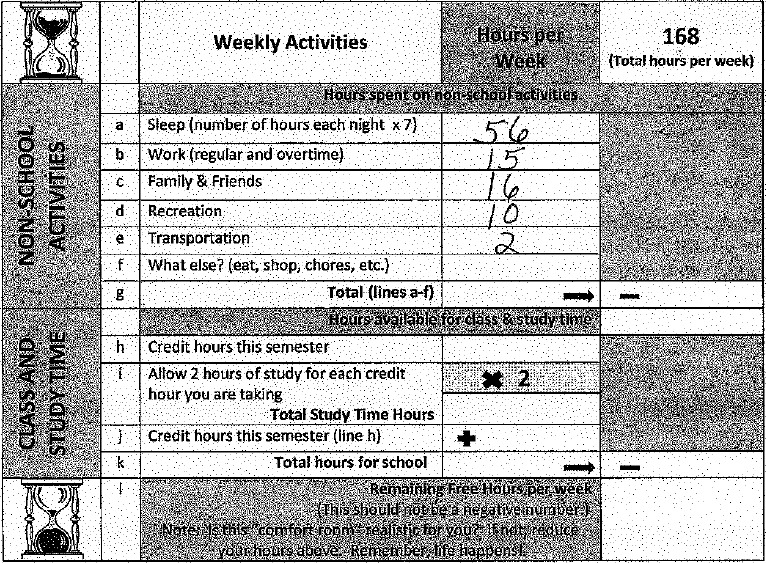 Weekly Activities
Hours per Week
168
(Total hours per week)
NON-SCHOOL ACTIVITIES
Hours spent on non-school activities
a Sleep (number of hours each night x 7) 56
b Work (regular and overtime) 15
c Family & Friends 16
d Recreation 10
e Transportation 2
f What else? (eat, shop, chores, etc.)
g Total (lines a-f) ➡ −
CLASS AND STUDY TIME
Hours available for class & study time
h Credit hours this semester
i Allow 2 hours of study for each credit ✖ 2
hour you are taking
Total Study Time Hours
j Credit hours this semester (line h) ✚
k Total hours for school ➡ −
l Remaining Free Hours per week
(This should not be a negative number.)
Note: Is this "comfort room" realistic for you? If not, reduce
your hours above. Remember, life happens!